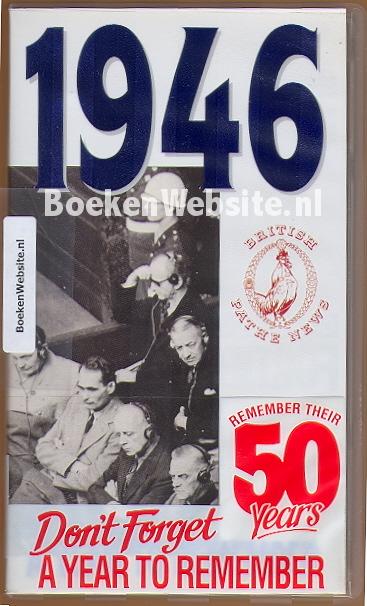 1946
BoekenWebsite.nl
BoekenWebsite.nl
BRITISH
PATHE NEWS
REMEMBER THEIR
50
Years
Don't Forget
A YEAR TO REMEMBER